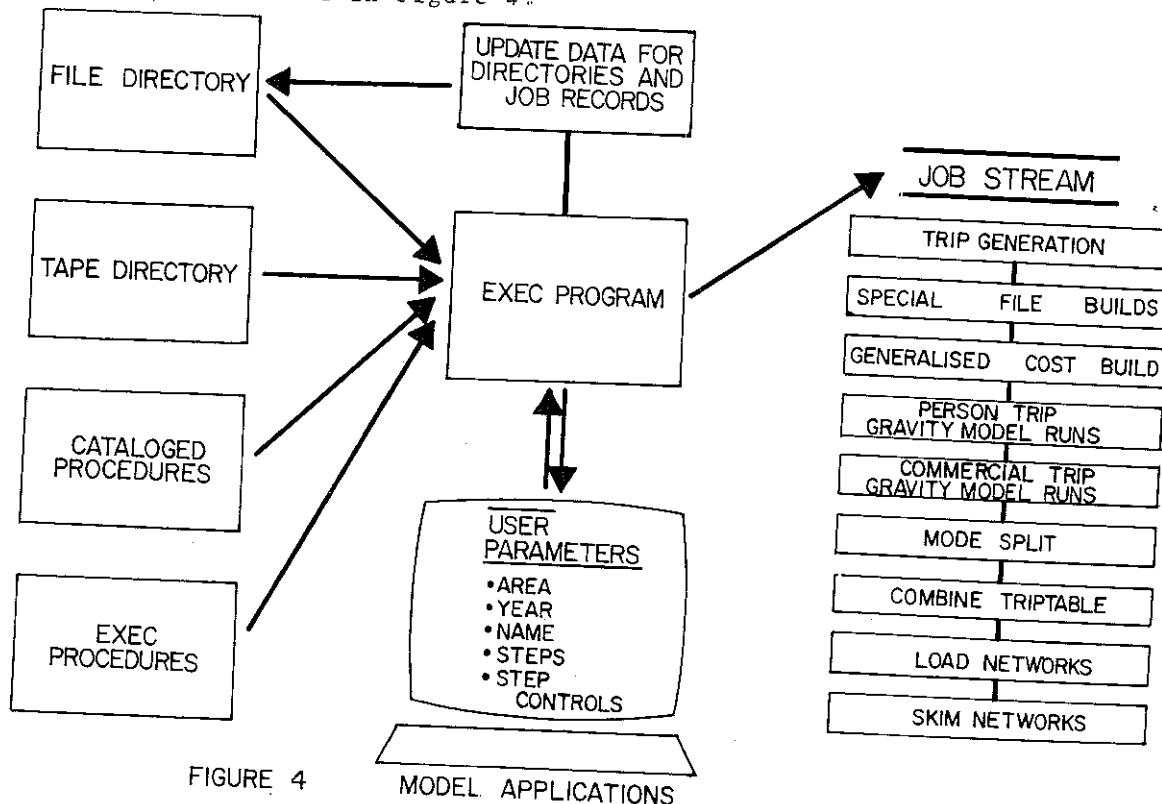 in Figure 4.
FILE DIRECTORY
UPDATE DATA FOR
DIRECTORIES AND
JOB RECORDS
TAPE DIRECTORY
CATALOGED
PROCEDURES
EXEC
PROCEDURES
EXEC PROGRAM
USER
PARAMETERS
• AREA
• YEAR
• NAME
• STEPS
• STEP
CONTROLS
JOB STREAM
TRIP GENERATION
SPECIAL FILE BUILDS
GENERALISED COST BUILD
PERSON TRIP
GRAVITY MODEL RUNS
COMMERCIAL TRIP
GRAVITY MODEL RUNS
MODE SPLIT
COMBINE TRIPTABLE
LOAD NETWORKS
SKIM NETWORKS
FIGURE 4
MODEL APPLICATIONS